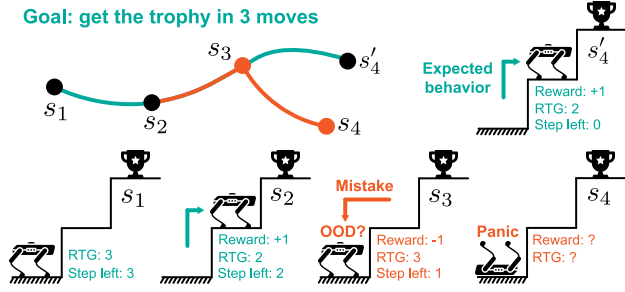 Goal: get the trophy in 3 moves
s₁
s₂
s₃
s₄′
s₄
Expected
behavior
s₄′
Reward: +1
RTG: 2
Step left: 0
s₁
RTG: 3
Step left: 3
s₂
Reward: +1
RTG: 2
Step left: 2
Mistake
OOD?
s₃
Reward: -1
RTG: 3
Step left: 1
Panic
s₄
Reward: ?
RTG: ?